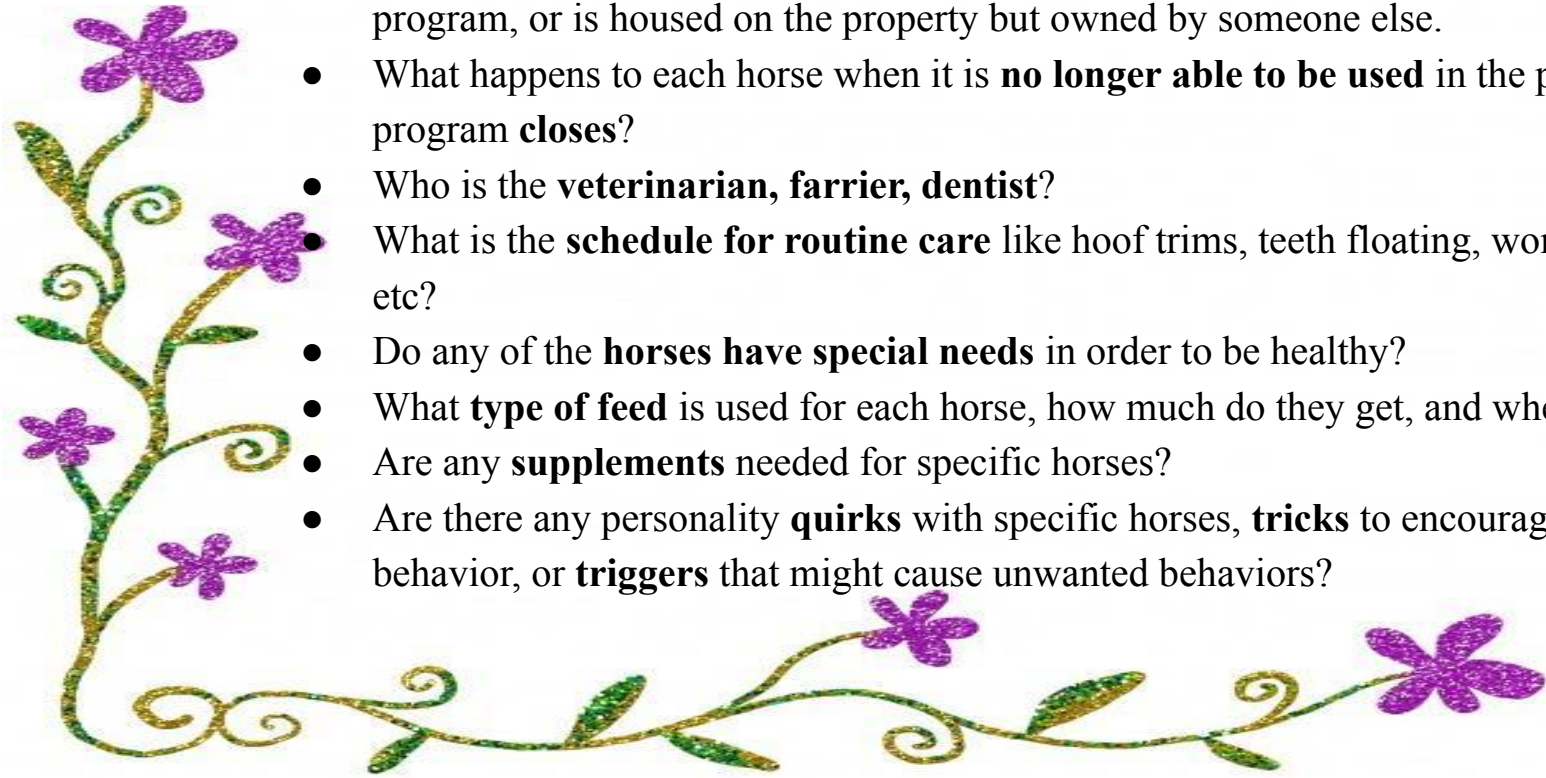 program, or is housed on the property but owned by someone else.
● What happens to each horse when it is no longer able to be used in the
program closes?
● Who is the veterinarian, farrier, dentist?
● What is the schedule for routine care like hoof trims, teeth floating,
etc?
● Do any of the horses have special needs in order to be healthy?
● What type of feed is used for each horse, how much do they get, and
● Are any supplements needed for specific horses?
● Are there any personality quirks with specific horses, tricks to
behavior, or triggers that might cause unwanted behaviors?